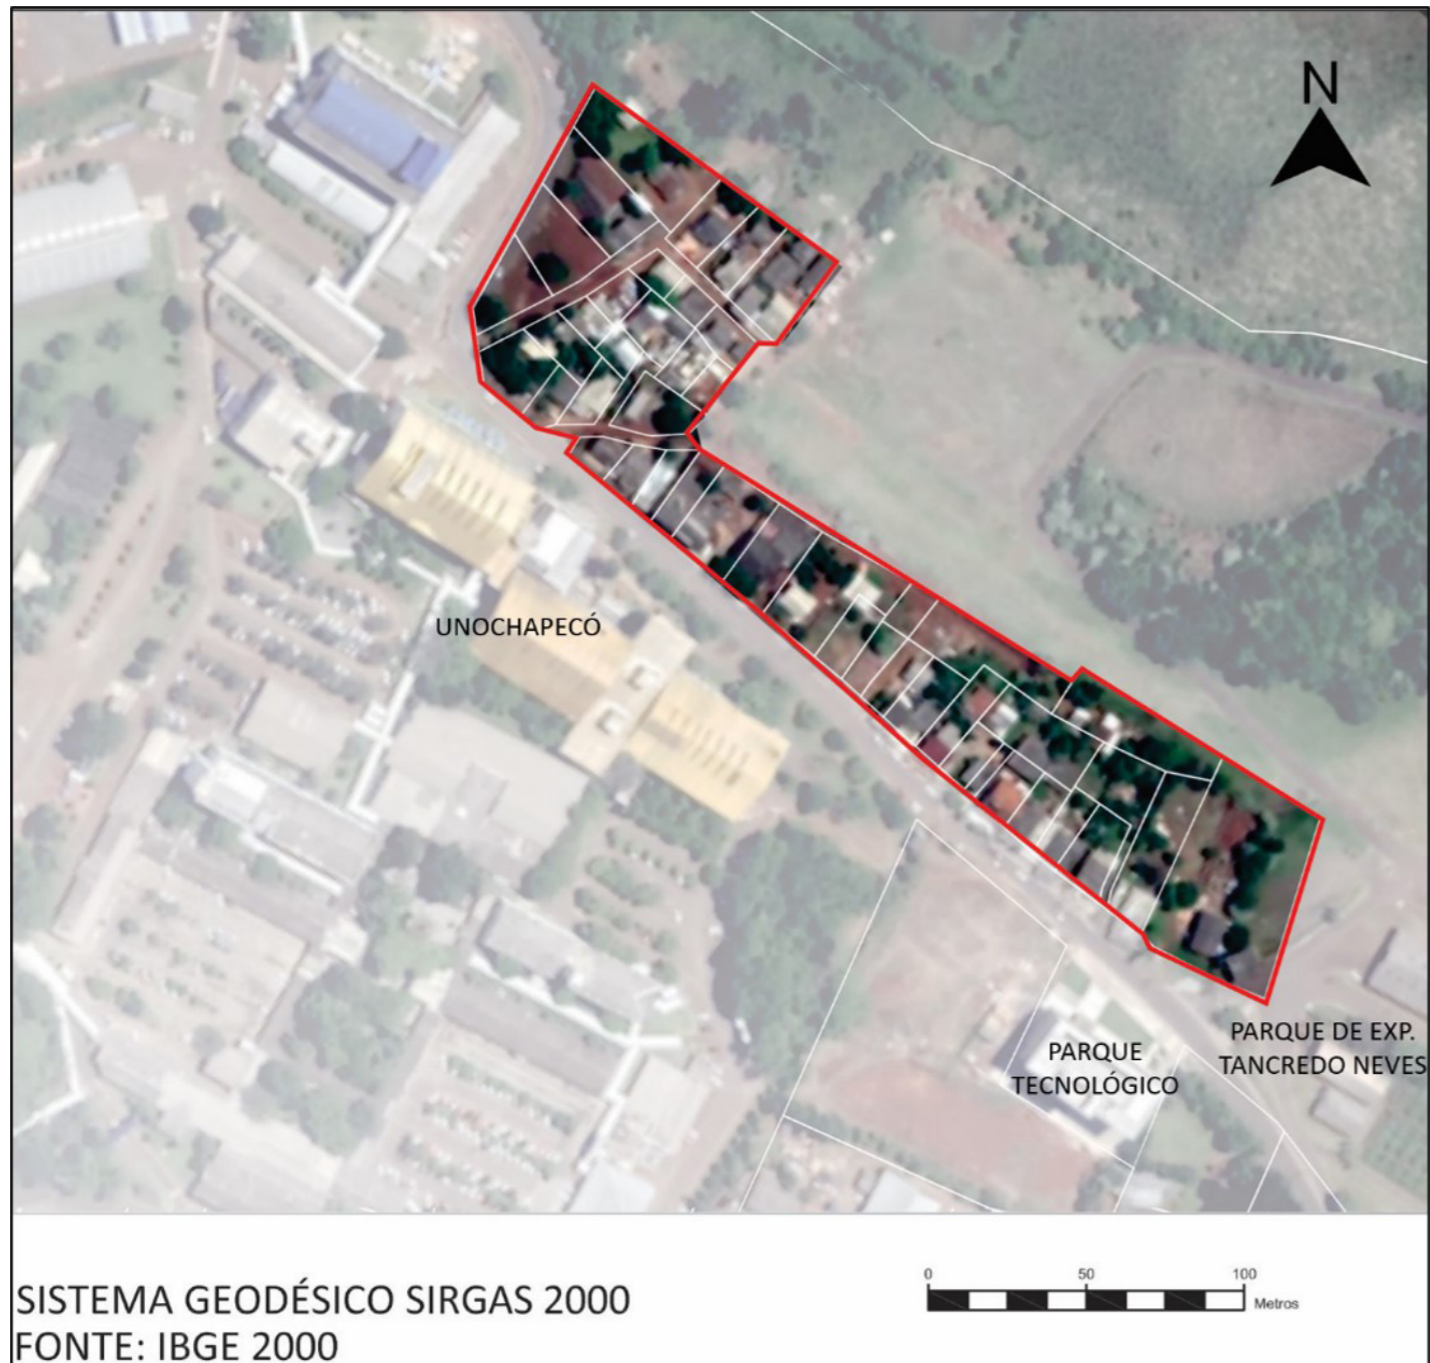 N
UNOCHAPECÓ
PARQUE
TECNOLÓGICO
PARQUE DE EXP.
TANCREDO NEVES
0 50 100
Metros
SISTEMA GEODÉSICO SIRGAS 2000
FONTE: IBGE 2000